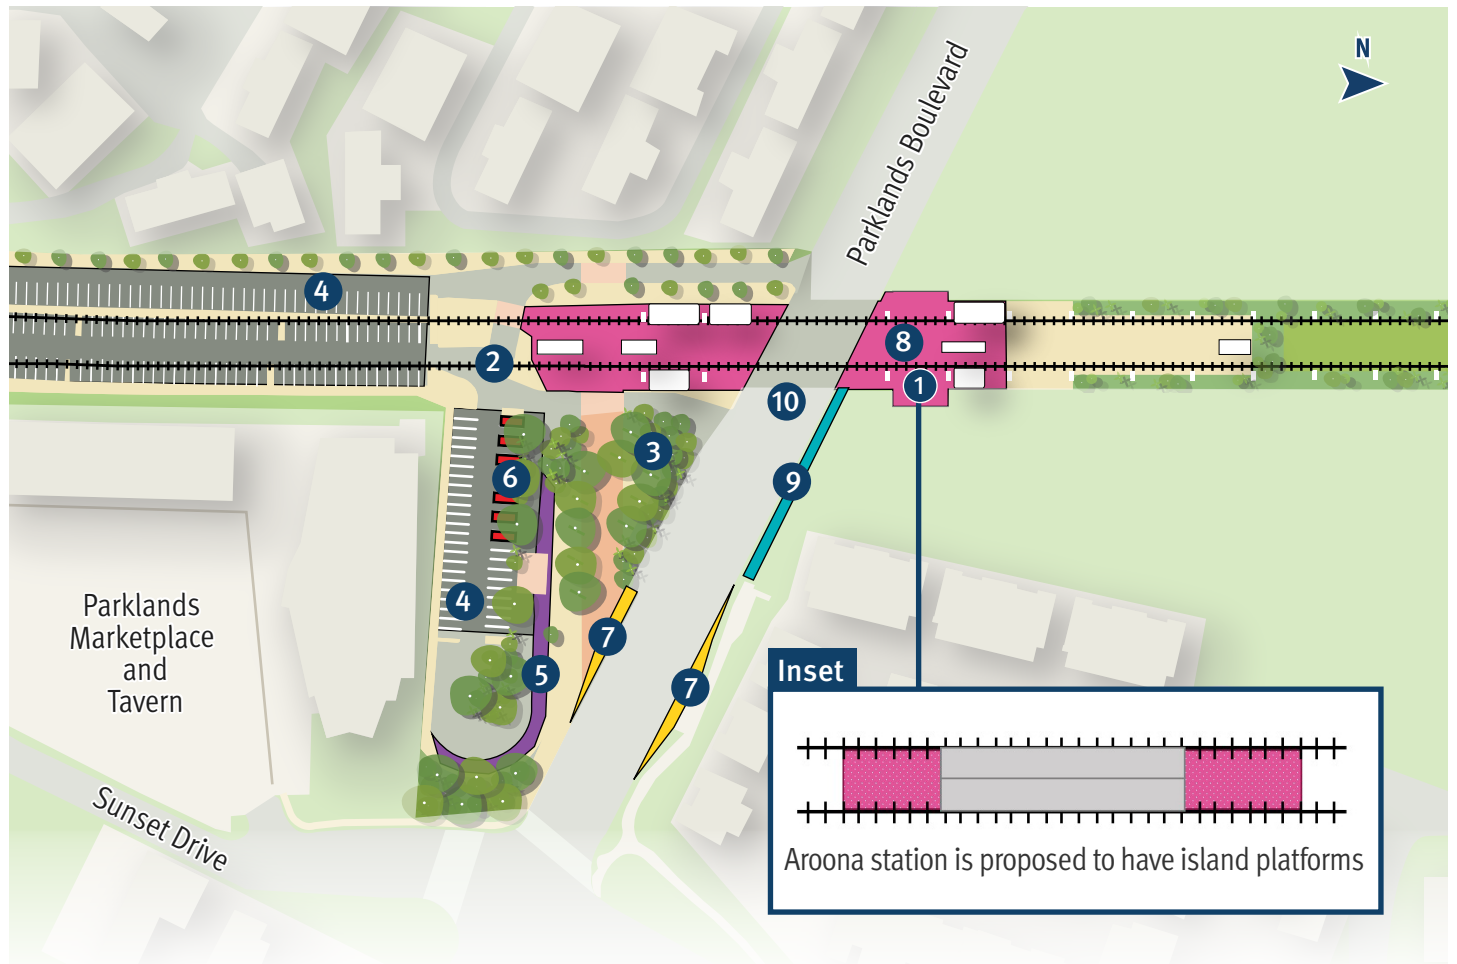 N
Parklands Boulevard
4
2
8
1
10
3
6
9
4
7
5
7
Parklands
Marketplace
and
Tavern
Sunset Drive
Inset
Aroona station is proposed to have island platforms